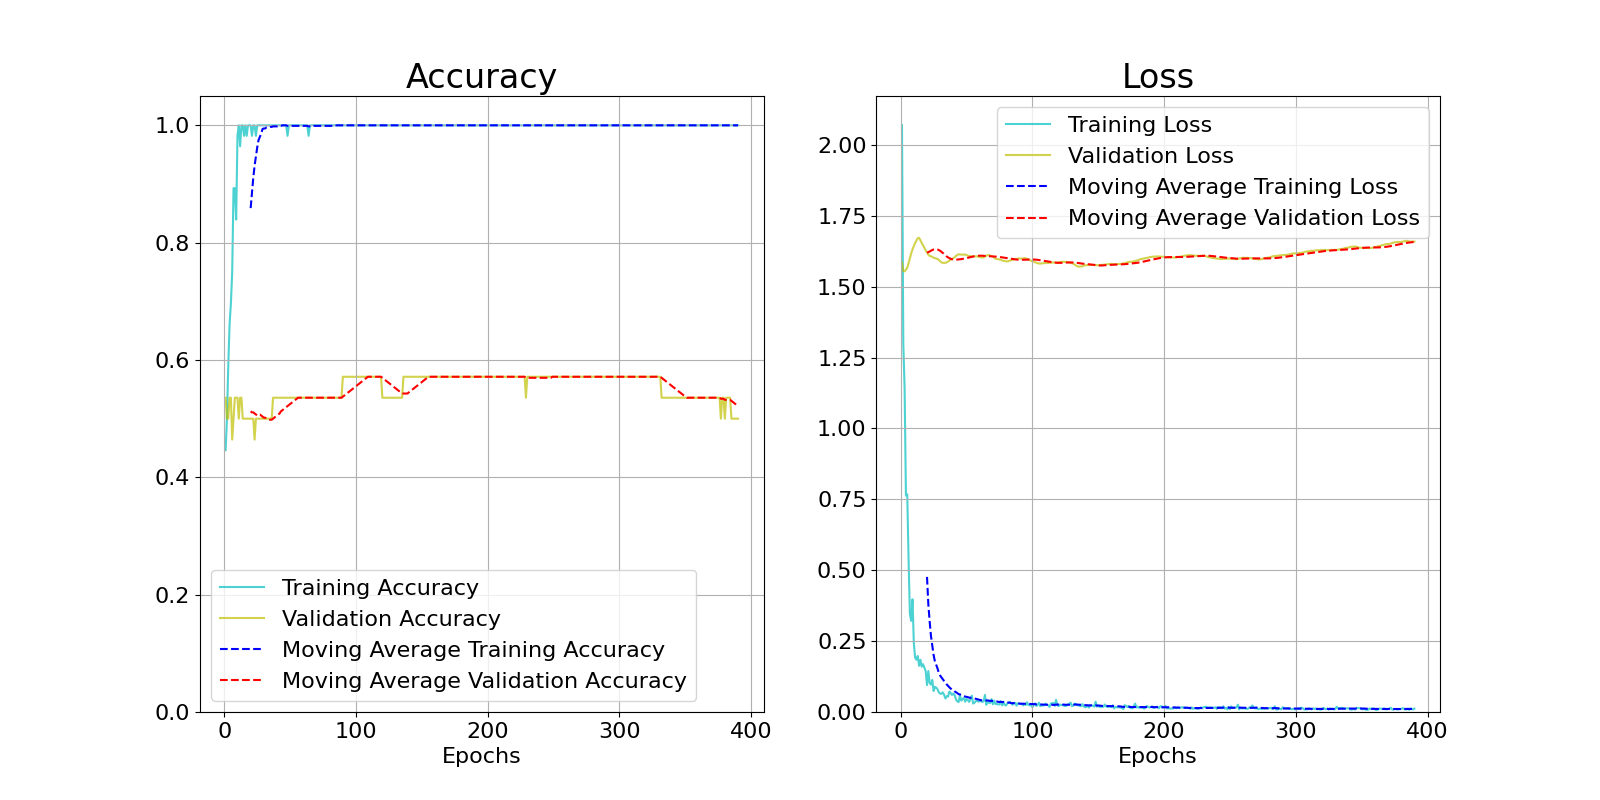 Accuracy
1.0
0.8
0.6
0.4
0.2
0.0
Training Accuracy
Validation Accuracy
Moving Average Training Accuracy
Moving Average Validation Accuracy
0 100 200 300 400
Epochs
Loss
2.00
1.75
1.50
1.25
1.00
0.75
0.50
0.25
0.00
Training Loss
Validation Loss
Moving Average Training Loss
Moving Average Validation Loss
0 100 200 300 400
Epochs